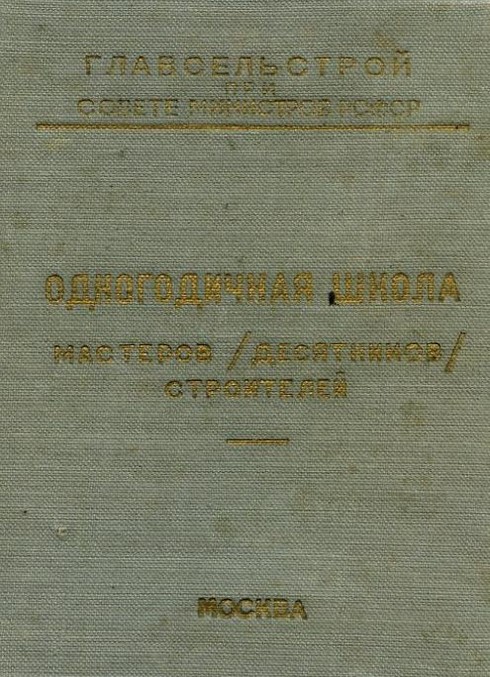 ГЛАВСЕЛЬСТРОЙ
ПРИ
СОВЕТЕ МИНИСТРОВ РСФСР
ОДНОГОДИЧНАЯ ШКОЛА
МАСТЕРОВ /ДЕСЯТНИКОВ/
СТРОИТЕЛЕЙ
МОСКВА